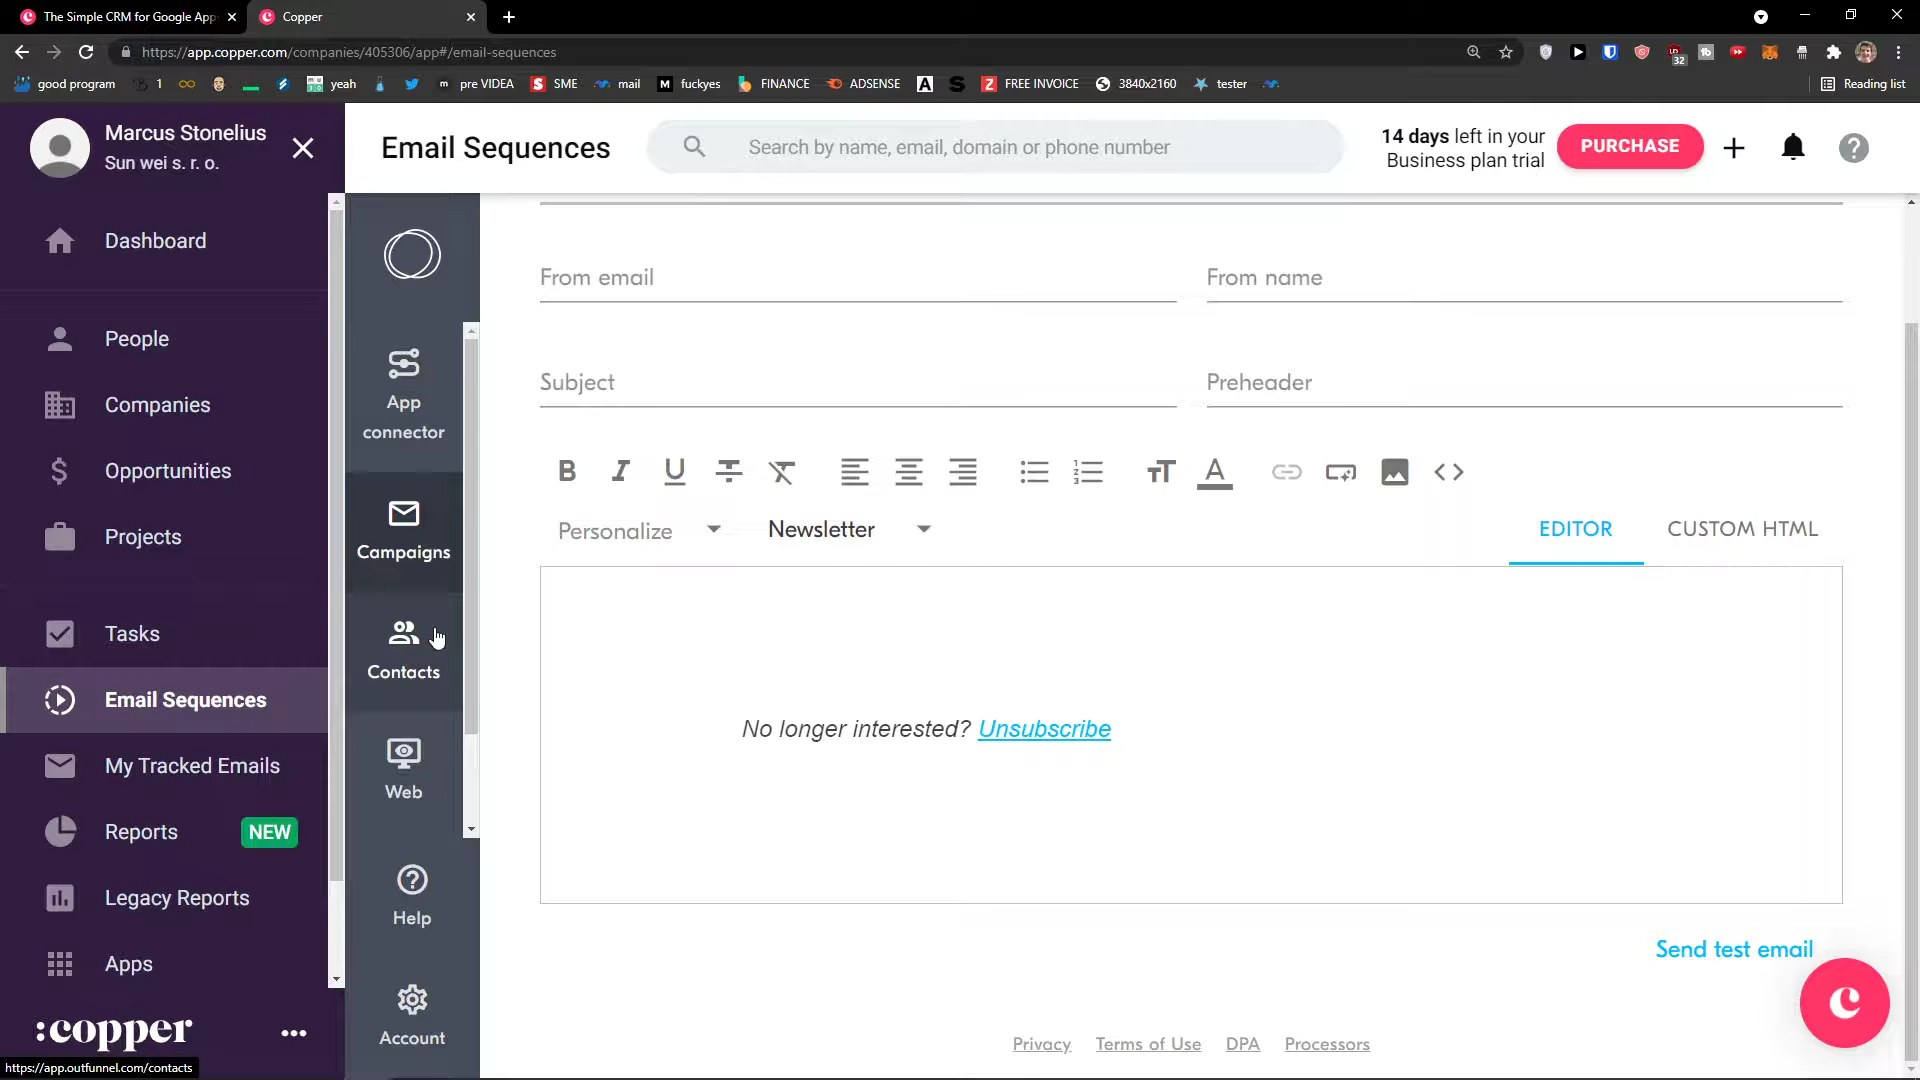 The Simple CRM for Google App
Copper
https://app.copper.com/companies/405306/app#/email-sequences
32
good program
1
yeah
pre VIDEA
SME
mail
fuckyes
FINANCE
ADSENSE
FREE INVOICE
3840x2160
tester
Reading list
Marcus Stonelius
Sun wei s. r. o.
Email Sequences
Search by name, email, domain or phone number
14 days left in your
Business plan trial
PURCHASE
Dashboard
People
Companies
Opportunities
Projects
Tasks
Email Sequences
My Tracked Emails
Reports
NEW
Legacy Reports
Apps
:copper
App
connector
Campaigns
Contacts
Web
Help
Account
From email
From name
Subject
Preheader
Personalize
Newsletter
EDITOR
CUSTOM HTML
No longer interested? Unsubscribe
Send test email
Privacy
Terms of Use
DPA
Processors
https://app.outfunnel.com/contacts